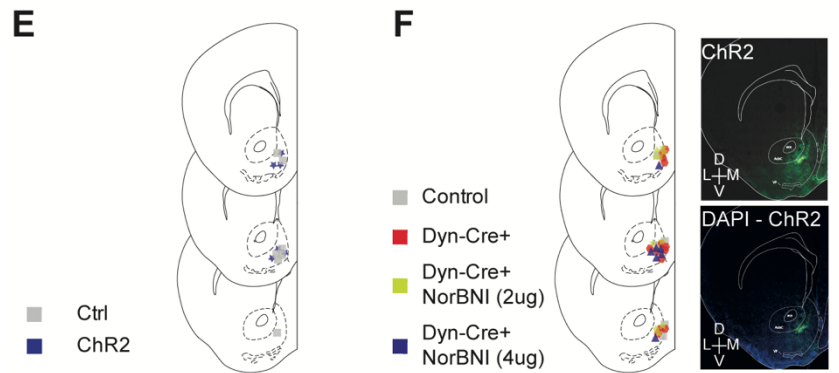 E
Ctrl
ChR2
F
Control
Dyn-Cre+
Dyn-Cre+
NorBNI (2ug)
Dyn-Cre+
NorBNI (4ug)
ChR2
D
L M
V
DAPI - ChR2
D
L M
V